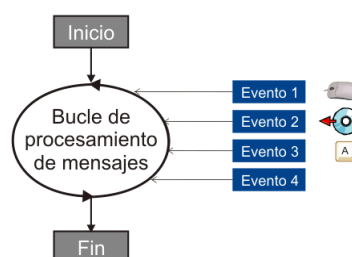 Inicio
Bucle de
procesamiento
de mensajes
Evento 1
Evento 2
Evento 3
A
Evento 4
Fin